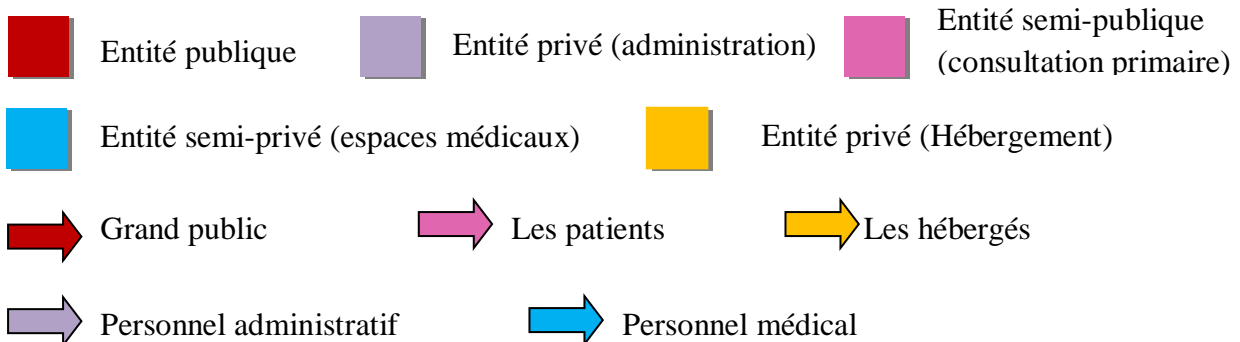 Entité publique
Entité privé (administration)
Entité semi-publique
(consultation primaire)
Entité semi-privé (espaces médicaux)
Entité privé (Hébergement)
Grand public
Les patients
Les hébergés
Personnel administratif
Personnel médical